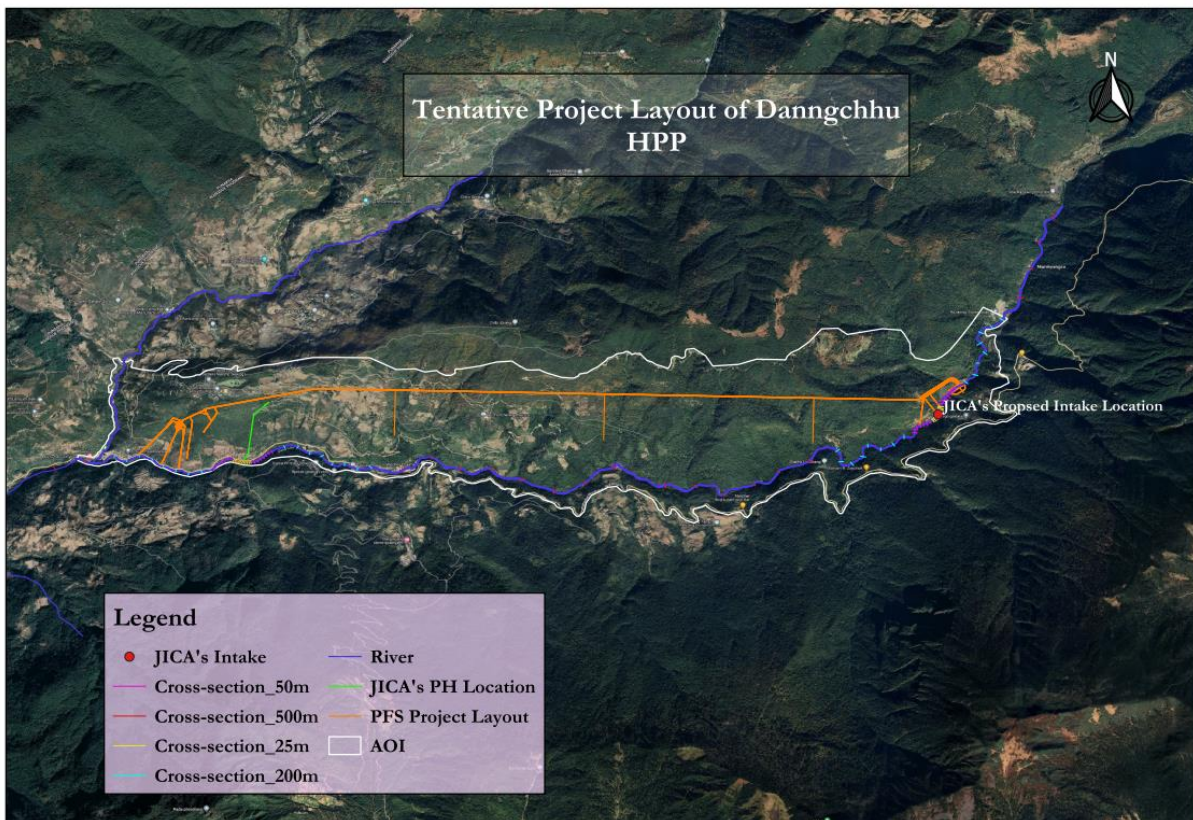 Tentative Project Layout of Danngchhu
HPP
N
JICA's Propsed Intake Location
Legend
JICA's Intake
River
Cross-section_50m
JICA's PH Location
Cross-section_500m
PFS Project Layout
Cross-section_25m
AOI
Cross-section_200m